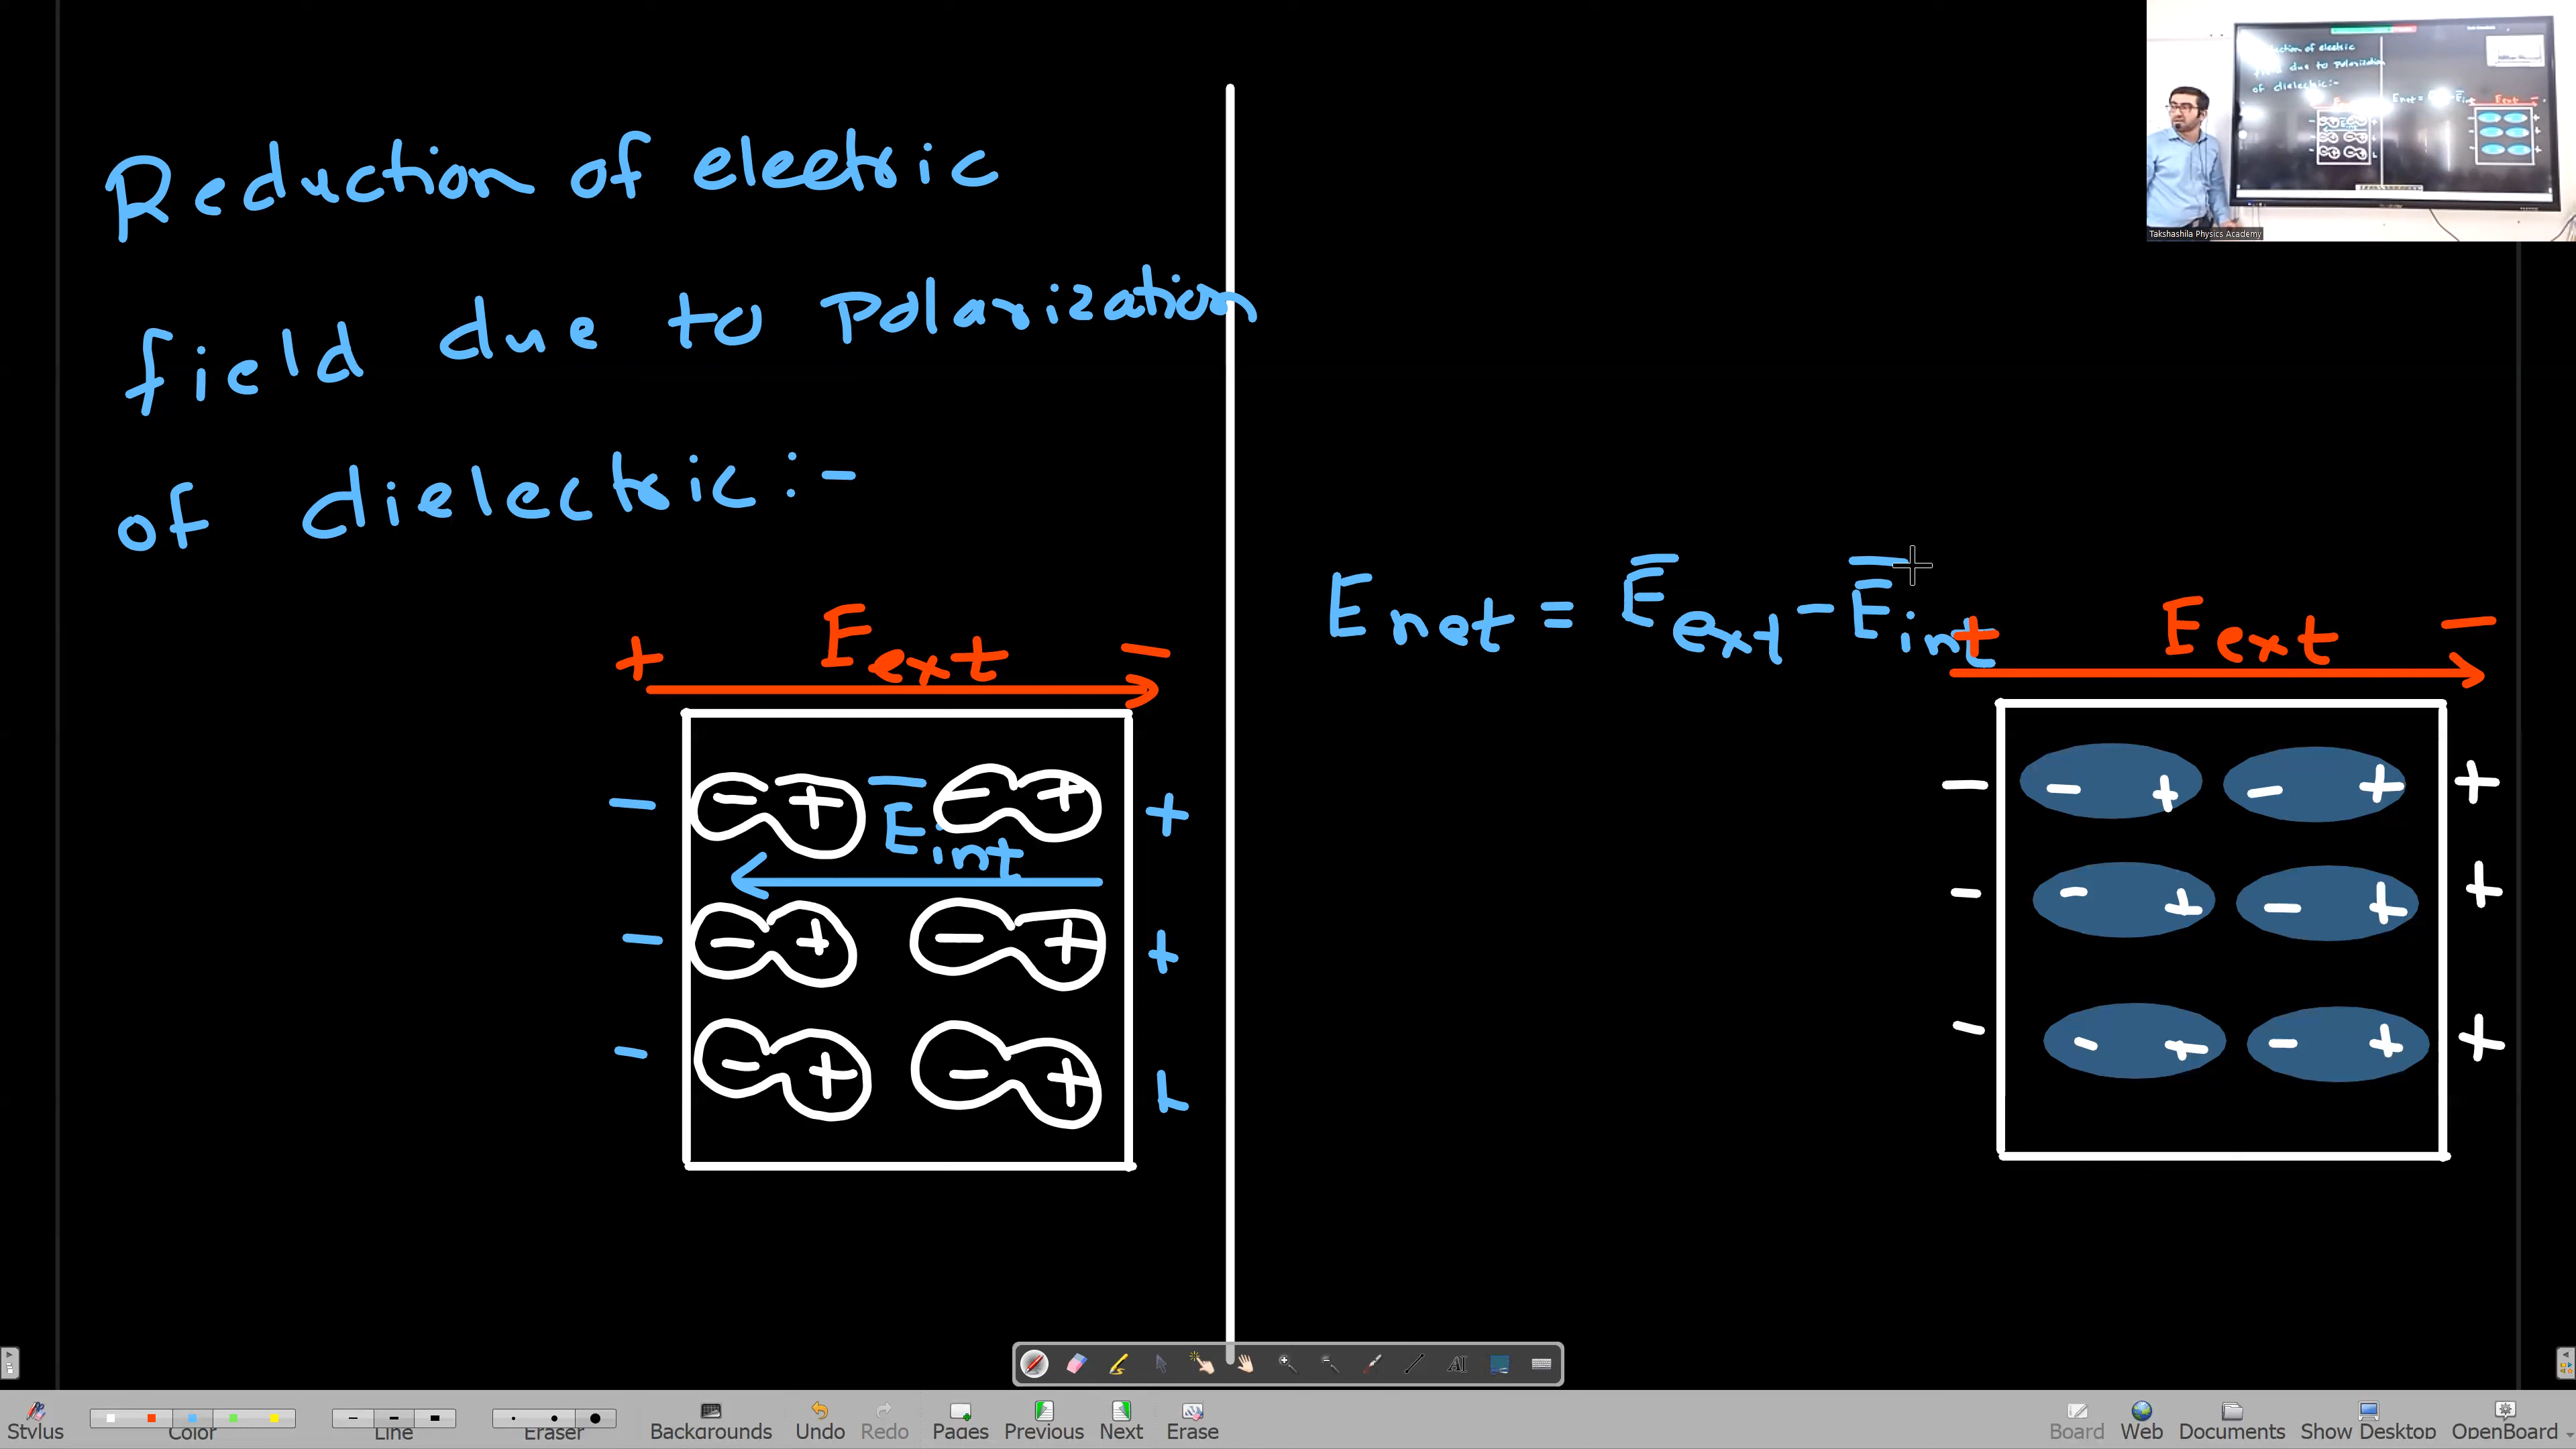 Reduction of electric
field due to Polarization
of dielectric :-
+ Eext -
- - + Eint - + +
- - + - + +
- - + - +
Enet = Eext - Eint
+ Eext -
- - + - + +
- - + - + +
- - + - + +
Takshashila Physics Academy
Stylus Color Line Eraser Backgrounds Undo Redo Pages Previous Next Erase Board Web Documents Show Desktop OpenBoard